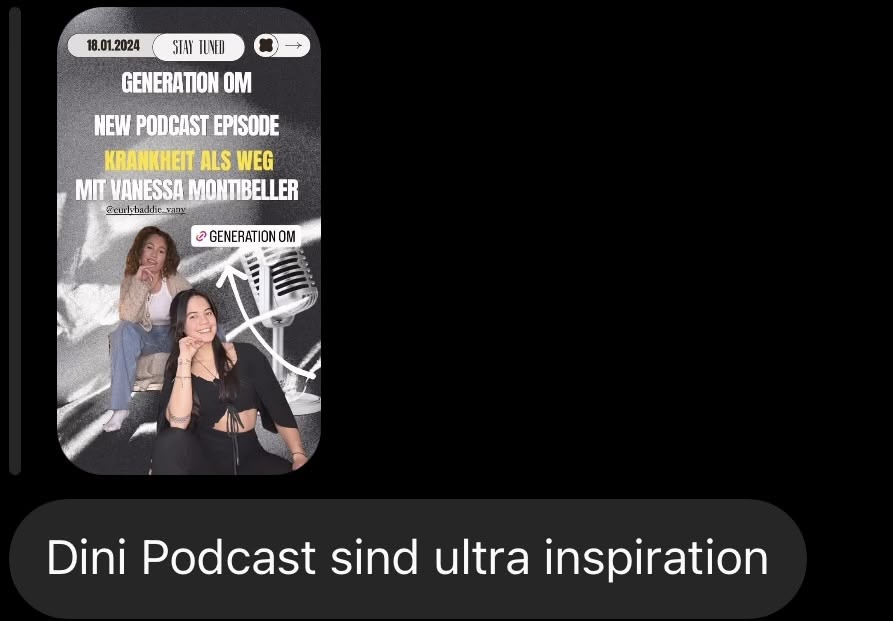 18.01.2024
STAY TUNED
GENERATION OM
NEW PODCAST EPISODE
KRANKHEIT ALS WEG
MIT VANESSA MONTIBELLER
@curlybaddie_vany
GENERATION OM
Dini Podcast sind ultra inspiration